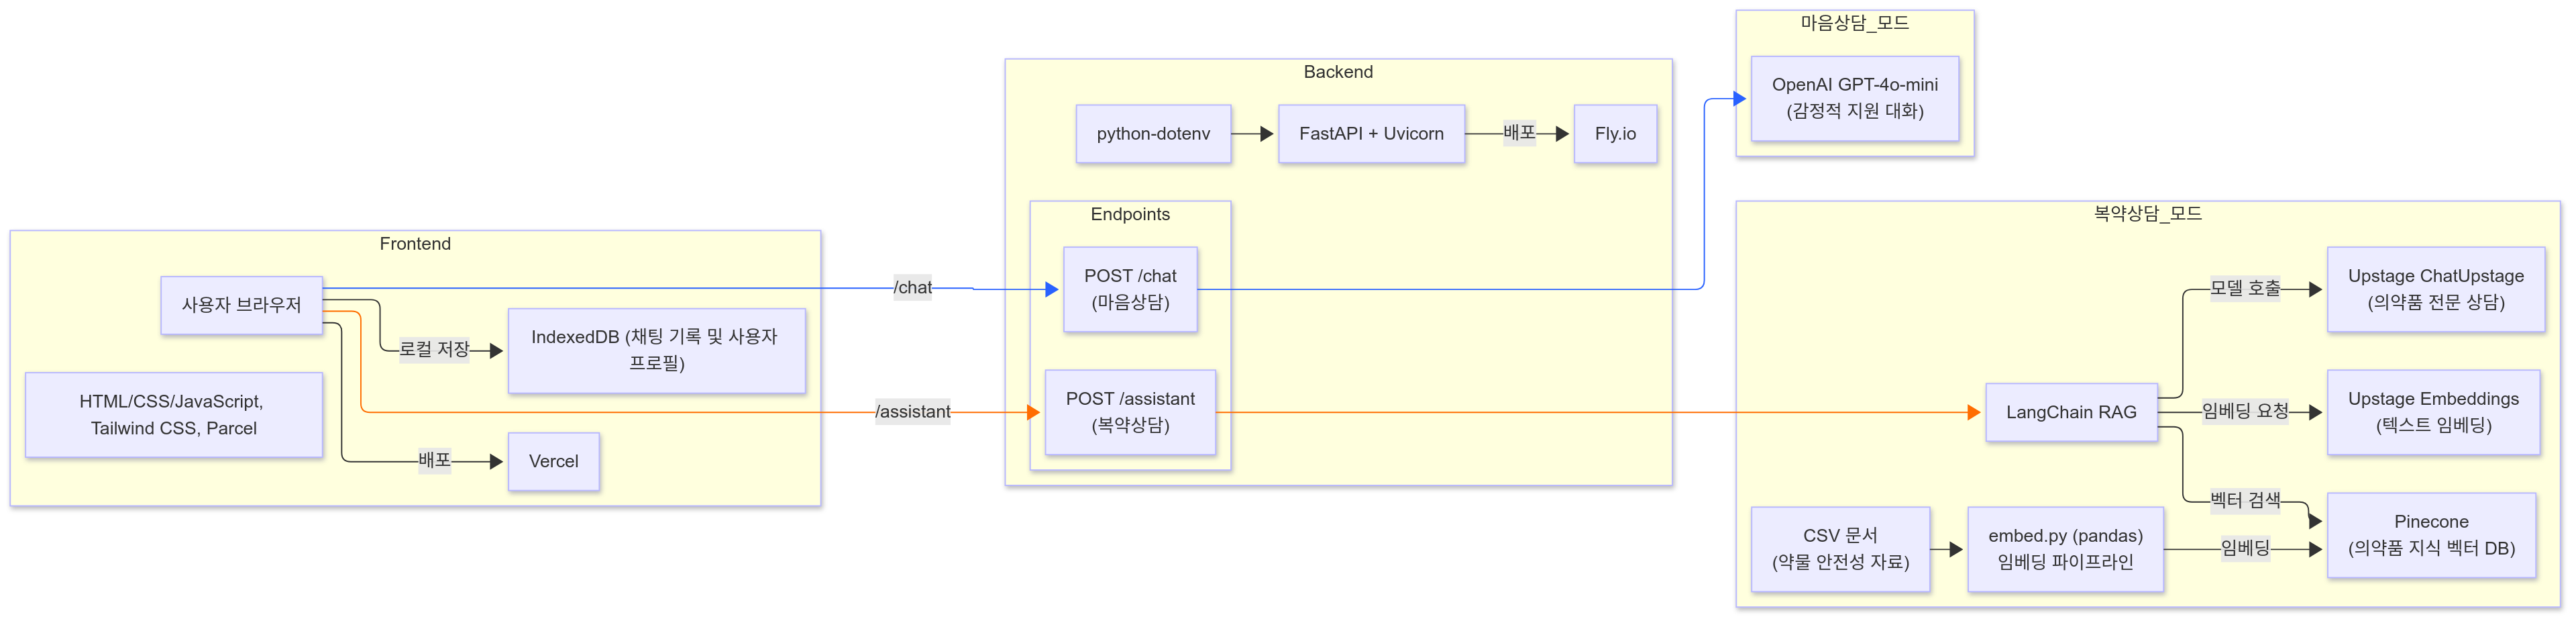 Frontend
사용자 브라우저
HTML/CSS/JavaScript,
Tailwind CSS, Parcel
로컬 저장
IndexedDB (채팅 기록 및 사용자
프로필)
배포
Vercel
/chat
/assistant
Backend
python-dotenv
FastAPI + Uvicorn
배포
Fly.io
Endpoints
POST /chat
(마음상담)
POST /assistant
(복약상담)
마음상담_모드
OpenAI GPT-4o-mini
(감정적 지원 대화)
복약상담_모드
LangChain RAG
모델 호출
Upstage ChatUpstage
(의약품 전문 상담)
임베딩 요청
Upstage Embeddings
(텍스트 임베딩)
벡터 검색
Pinecone
(의약품 지식 벡터 DB)
CSV 문서
(약물 안전성 자료)
embed.py (pandas)
임베딩 파이프라인
임베딩